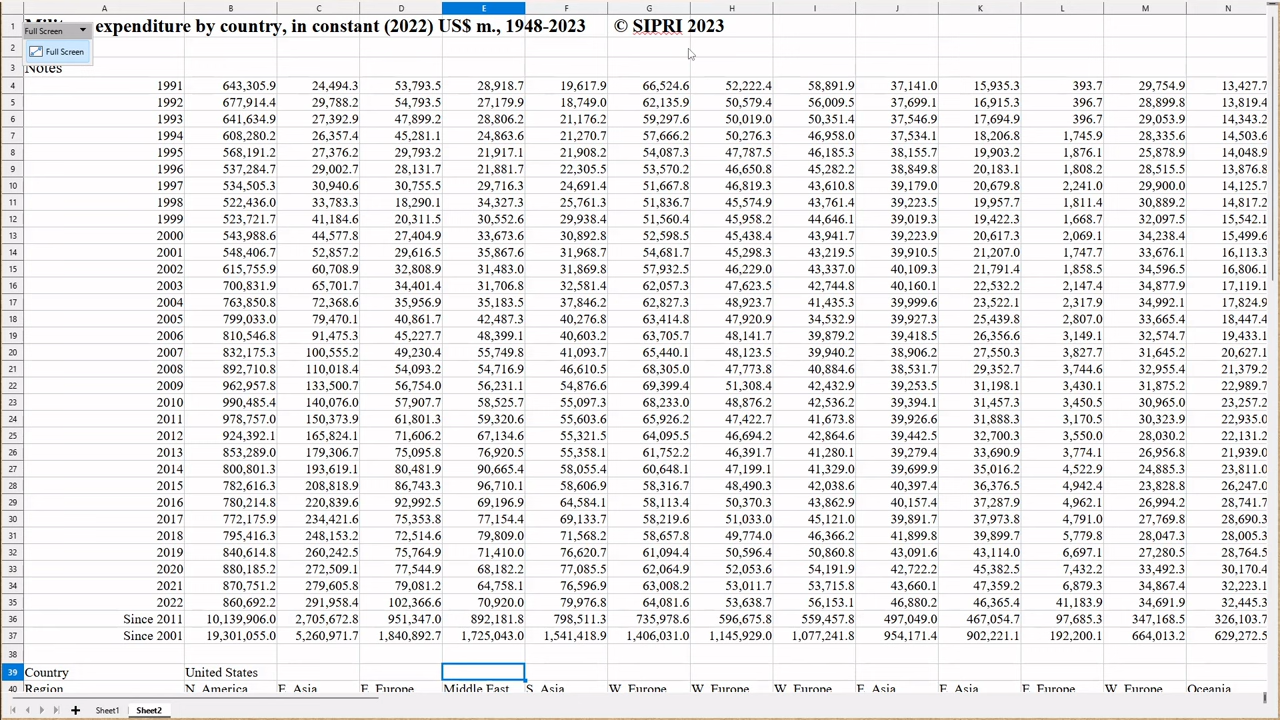 A B C D E F G H I J K L M N
1 expenditure by country, in constant (2022) US$ m., 1948-2023 © SIPRI 2023
Full Screen
2 Full Screen
3 Notes
4 1991 643,305.9 24,494.3 53,793.5 28,918.7 19,617.9 66,524.6 52,222.4 58,891.9 37,141.0 15,935.3 393.7 29,754.9 13,427.7
5 1992 677,914.4 29,788.2 54,793.5 27,179.9 18,749.0 62,135.9 50,579.4 56,009.5 37,699.1 16,915.3 396.7 28,899.8 13,819.4
6 1993 641,634.9 27,392.9 47,899.2 28,806.2 21,176.2 59,297.6 50,019.0 50,351.4 37,546.9 17,694.9 396.7 29,053.9 14,343.2
7 1994 608,280.2 26,357.4 45,281.1 24,863.6 21,270.7 57,666.2 50,276.3 46,958.0 37,534.1 18,206.8 1,745.9 28,335.6 14,503.6
8 1995 568,191.2 27,376.2 29,793.2 21,917.1 21,908.2 54,087.3 47,787.5 46,185.3 38,155.7 19,903.2 1,876.1 25,878.9 14,048.9
9 1996 537,284.7 29,002.7 28,131.7 21,881.7 22,305.5 53,570.2 46,650.8 45,282.2 38,849.8 20,183.1 1,808.2 28,515.5 13,876.8
10 1997 534,505.3 30,940.6 30,755.5 29,716.3 24,691.4 51,667.8 46,819.3 43,610.8 39,179.0 20,679.8 2,241.0 29,900.0 14,125.7
11 1998 522,436.0 33,783.3 18,290.1 34,327.3 25,761.3 51,836.7 45,574.9 43,761.4 39,223.5 19,957.7 1,811.4 30,889.2 14,817.2
12 1999 523,721.7 41,184.6 20,311.5 30,552.6 29,938.4 51,560.4 45,958.2 44,646.1 39,019.3 19,422.3 1,668.7 32,097.5 15,542.1
13 2000 543,988.6 44,577.8 27,404.9 33,673.6 30,892.8 52,598.5 45,438.4 43,941.7 39,223.9 20,617.3 2,069.1 34,238.4 15,499.6
14 2001 548,406.7 52,857.2 29,616.5 35,867.6 31,968.7 54,681.7 45,298.3 43,219.5 39,910.5 21,207.0 1,747.7 33,676.1 16,113.3
15 2002 615,755.9 60,708.9 32,808.9 31,483.0 31,869.8 57,932.5 46,229.0 43,337.0 40,109.3 21,791.4 1,858.5 34,596.5 16,806.1
16 2003 700,831.9 65,701.7 34,401.4 31,706.8 32,581.4 62,057.3 47,623.5 42,744.8 40,160.1 22,532.2 2,147.4 34,877.9 17,119.1
17 2004 763,850.8 72,368.6 35,956.9 35,183.5 37,846.2 62,827.3 48,923.7 41,435.3 39,999.6 23,522.1 2,317.9 34,992.1 17,824.9
18 2005 799,033.0 79,470.1 40,861.7 42,487.3 40,276.8 63,414.8 47,920.9 34,532.9 39,927.3 25,439.8 2,807.0 33,665.4 18,447.4
19 2006 810,546.8 91,475.3 45,227.7 48,399.1 40,603.2 63,705.7 48,141.7 39,879.2 39,418.5 26,356.6 3,149.1 32,574.7 19,433.1
20 2007 832,175.3 100,555.2 49,230.4 55,749.8 41,093.7 65,440.1 48,123.5 39,940.2 38,906.2 27,550.3 3,827.7 31,645.2 20,627.1
21 2008 892,710.8 110,018.4 54,093.2 54,716.9 46,610.5 68,305.0 47,773.8 40,884.6 38,531.7 29,352.7 3,744.6 32,955.4 21,379.2
22 2009 962,957.8 133,500.7 56,754.0 56,231.1 54,876.6 69,399.4 51,308.4 42,432.9 39,253.5 31,198.1 3,430.1 31,875.2 22,989.7
23 2010 990,485.4 140,076.0 57,907.7 58,525.7 55,097.3 68,233.0 48,876.2 42,536.2 39,394.1 31,457.3 3,450.5 30,965.0 23,257.2
24 2011 978,757.0 150,373.9 61,801.3 59,320.6 55,603.6 65,926.2 47,422.7 41,673.8 39,926.6 31,888.3 3,170.5 30,323.9 22,935.0
25 2012 924,392.1 165,824.1 71,606.2 67,134.6 55,321.5 64,095.5 46,694.2 42,864.6 39,442.5 32,700.3 3,550.0 28,030.2 22,131.2
26 2013 853,289.0 179,306.7 75,095.8 76,920.5 55,358.1 61,752.2 46,391.7 41,280.1 39,279.4 33,690.9 3,774.1 26,956.8 21,939.0
27 2014 800,801.3 193,619.1 80,481.9 90,665.4 58,055.4 60,648.1 47,199.1 41,329.0 39,699.9 35,016.2 4,522.9 24,885.3 23,811.0
28 2015 782,616.3 208,818.9 86,743.3 96,710.1 58,606.9 58,316.7 48,490.3 42,038.6 40,397.4 36,376.5 4,942.4 23,828.8 26,247.0
29 2016 780,214.8 220,839.6 92,992.5 69,196.9 64,584.1 58,113.4 50,370.3 43,862.9 40,157.4 37,287.9 4,962.1 26,994.2 28,741.7
30 2017 772,175.9 234,421.6 75,353.8 77,154.4 69,133.7 58,219.6 51,033.0 45,121.0 39,891.7 37,973.8 4,791.0 27,769.8 28,690.3
31 2018 795,416.3 248,153.2 72,514.6 79,809.0 71,568.2 58,657.8 49,774.0 46,366.2 41,899.8 39,899.7 5,779.8 28,047.3 28,005.3
32 2019 840,614.8 260,242.5 75,764.9 71,410.0 76,620.7 61,094.4 50,596.4 50,860.8 43,091.6 43,114.0 6,697.1 27,280.5 28,764.5
33 2020 880,185.2 272,509.1 77,544.9 68,182.2 77,085.5 62,064.9 52,053.6 54,191.9 42,722.2 45,382.5 7,432.2 33,292.6 30,170.4
34 2021 870,751.2 279,605.8 79,081.2 64,758.1 76,596.9 63,008.2 53,011.7 53,715.8 43,660.1 47,359.2 6,879.3 34,867.4 32,223.1
35 2022 860,692.2 291,958.4 102,366.6 70,920.0 79,976.8 64,081.6 53,638.7 56,153.1 46,880.2 46,365.4 41,183.9 34,691.9 32,445.3
36 Since 2011 10,139,906.0 2,705,672.8 951,347.0 892,181.8 798,511.3 735,978.6 596,675.8 559,457.8 497,049.0 467,054.7 97,685.3 347,168.5 326,103.7
37 Since 2001 19,301,055.0 5,260,971.7 1,840,892.7 1,725,043.0 1,541,418.9 1,406,031.0 1,145,929.0 1,077,241.8 954,171.4 902,221.1 192,200.1 664,013.2 629,272.5
38
39 Country United States
40 Region N. America E. Asia E. Europe Middle East S. Asia W. Europe W. Europe W. Europe E. Asia E. Asia E. Europe W. Europe Oceania
Sheet1 Sheet2